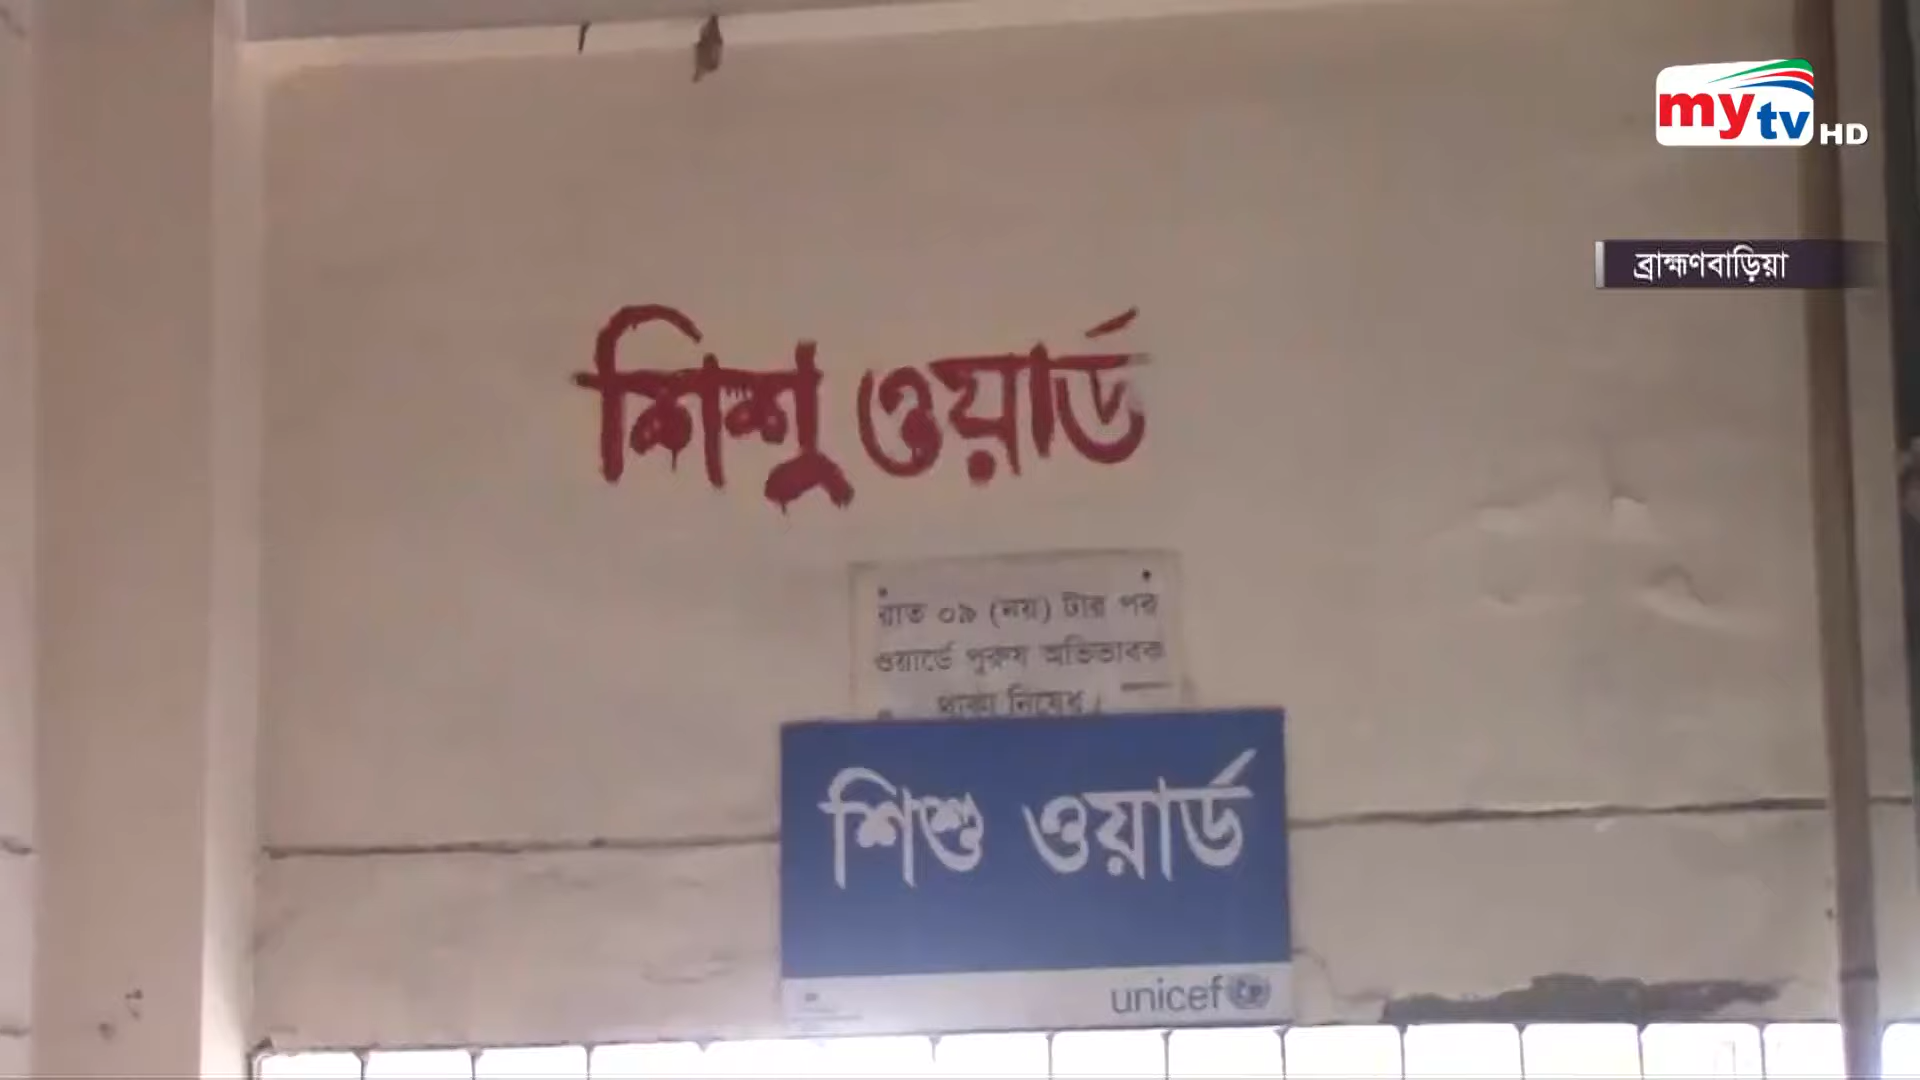 mytv HD
ব্রাহ্মণবাড়িয়া
শিশু ওয়ার্ড
রাত ০৯ (নয়) টার পর
ওয়ার্ডে পুরুষ অভিভাবক
থাকা নিষেধ।
শিশু ওয়ার্ড
unicef